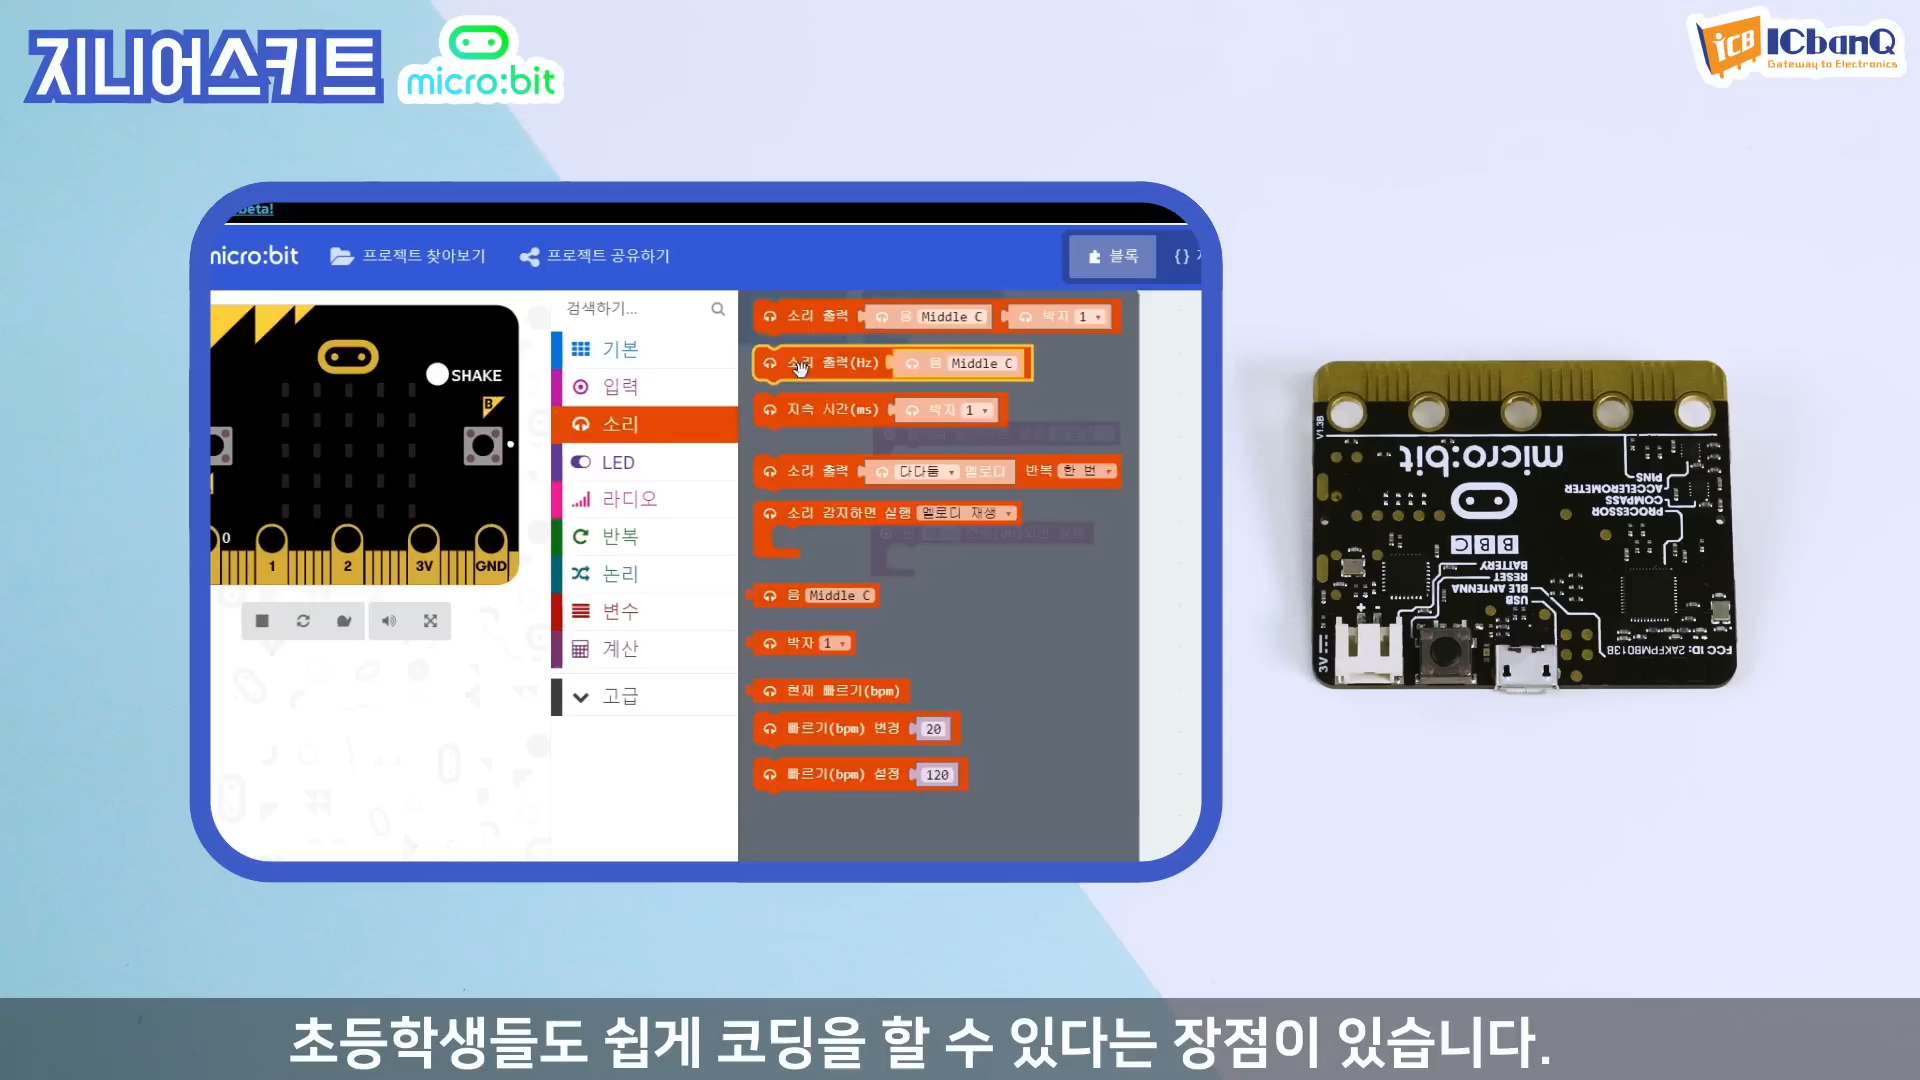 지니어스키트
micro:bit
iCB ICbanQ
Gateway to Electronics
beta!
micro:bit
프로젝트 찾아보기
프로젝트 공유하기
블록
{}
SHAKE
B
0
1
2
3V
GND
검색하기...
기본
입력
소리
LED
라디오
반복
논리
변수
계산
고급
소리 출력 음 Middle C 박자 1
소리 출력(Hz) 음 Middle C
지속 시간(ms) 박자 1
소리 출력 다다둠 멜로디 반복 한 번
소리 감지하면 실행 멜로디 재생
음 Middle C
박자 1
현재 빠르기(bpm)
빠르기(bpm) 변경 20
빠르기(bpm) 설정 120
V1.3B
micro:bit
PINS
ACCELEROMETER
COMPASS
PROCESSOR
BBC
BATTERY
RESET
BLE ANTENNA
USB
3V
FCC ID: 2AKFPMB013B
초등학생들도 쉽게 코딩을 할 수 있다는 장점이 있습니다.